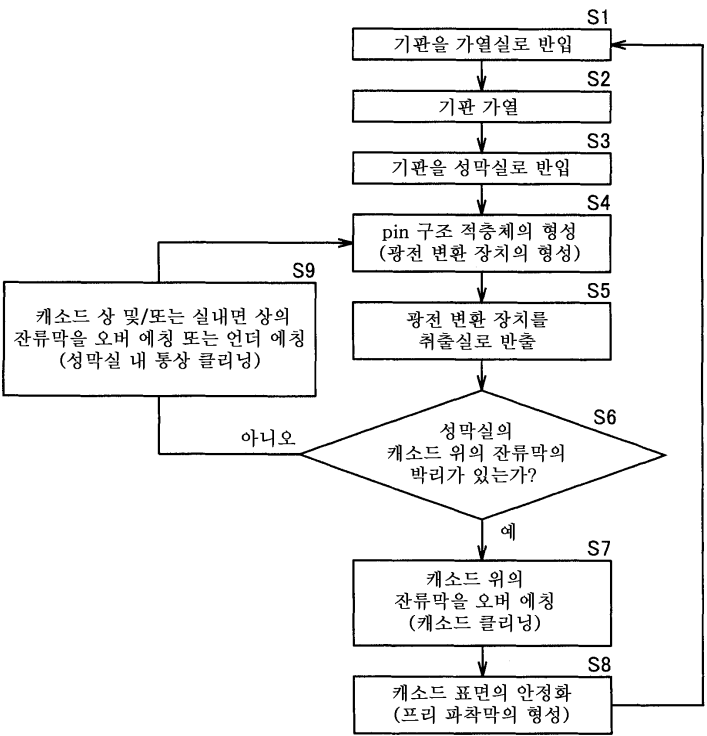 S1
기판을 가열실로 반입
S2
기판 가열
S3
기판을 성막실로 반입
S4
pin 구조 적층체의 형성
(광전 변환 장치의 형성)
S9
캐소드 상 및/또는 실내면 상의
잔류막을 오버 에칭 또는 언더 에칭
(성막실 내 통상 클리닝)
S5
광전 변환 장치를
취출실로 반출
S6
성막실의
캐소드 위의 잔류막의
박리가 있는가?
아니오
예
S7
캐소드 위의
잔류막을 오버 에칭
(캐소드 클리닝)
S8
캐소드 표면의 안정화
(프리 파착막의 형성)